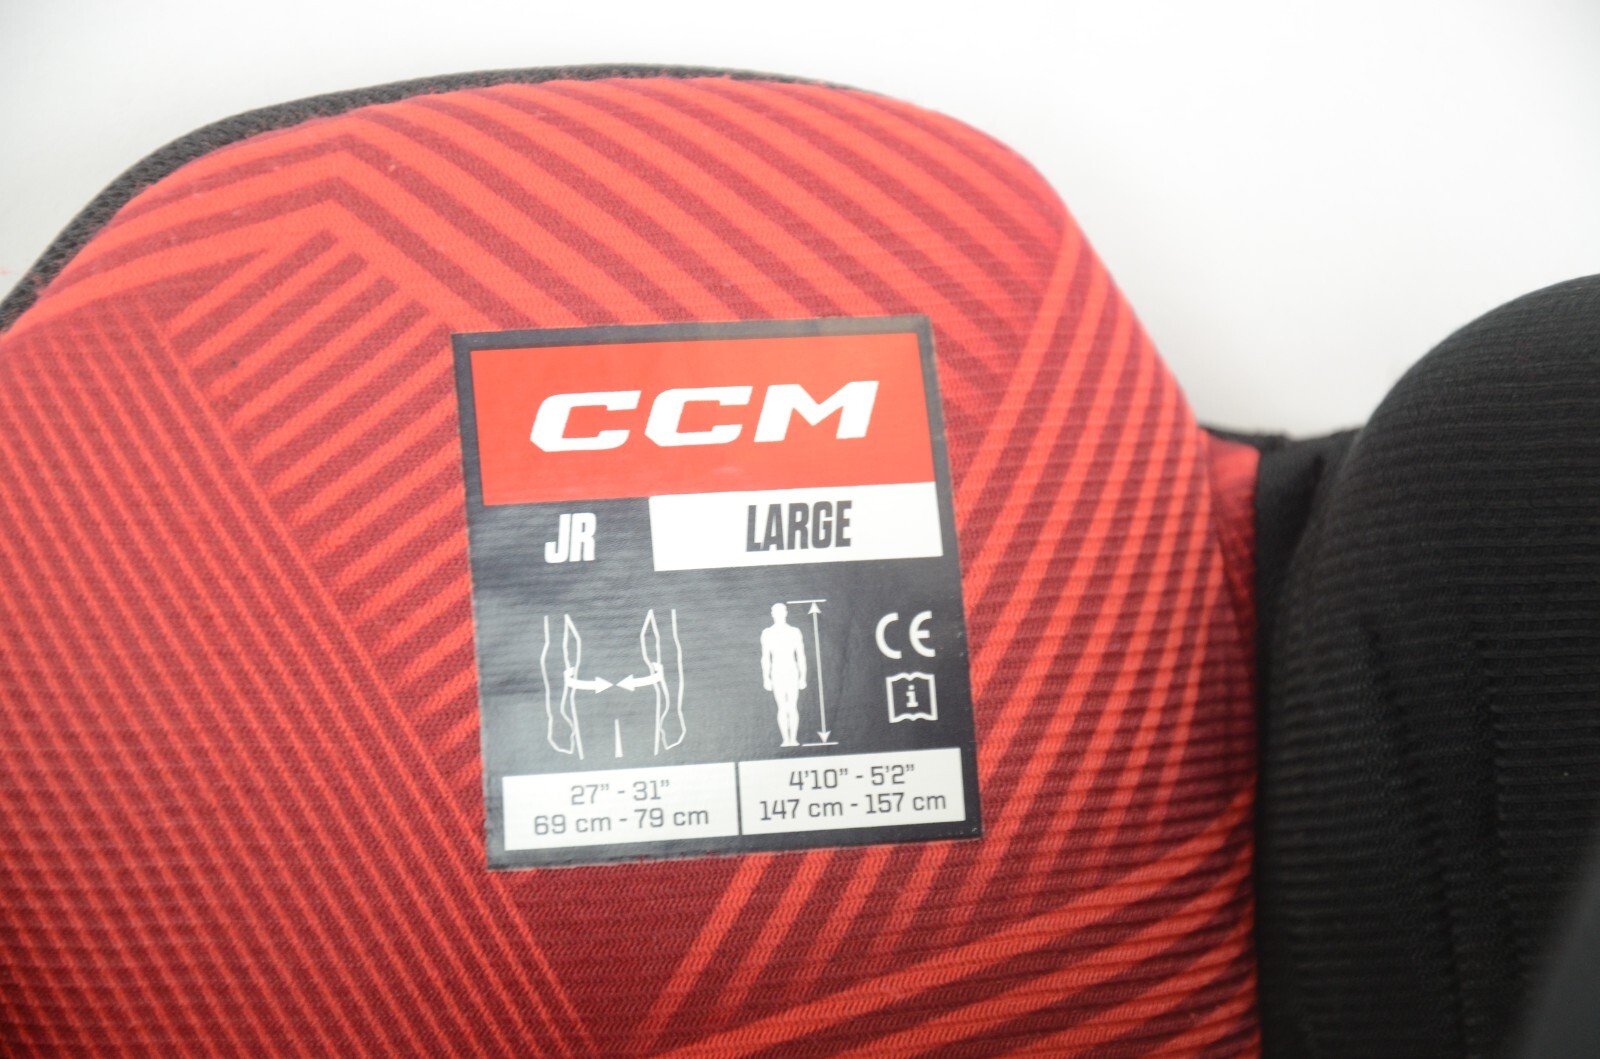 CCM
JR LARGE
CE
i
27” - 31”
69 cm - 79 cm
4'10” - 5'2”
147 cm - 157 cm